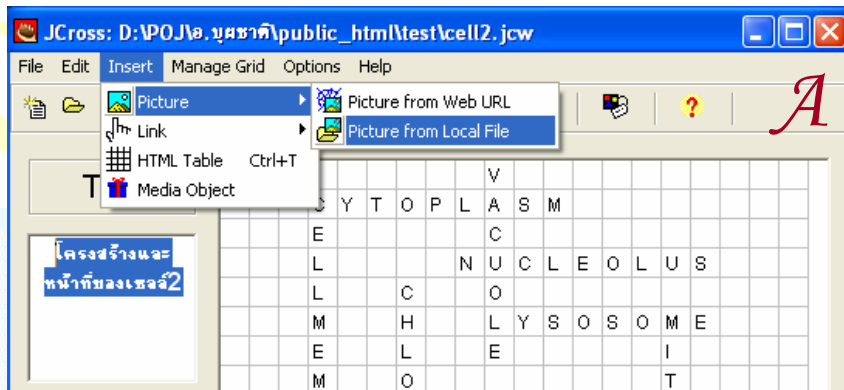 JCross: D:\POJ\อ.บุศชาติ\public_html\test\cell2.jcw
File Edit Insert Manage Grid Options Help
Picture
Picture from Web URL
Link
Picture from Local File
HTML Table Ctrl+T
Media Object
?
A
T
V
C Y T O P L A S M
E C
L N U C L E O L U S
L C O
M H L Y S O S O M E
E L E I
M O T
โครงสร้างและ
หน้าที่ของเซลล์2